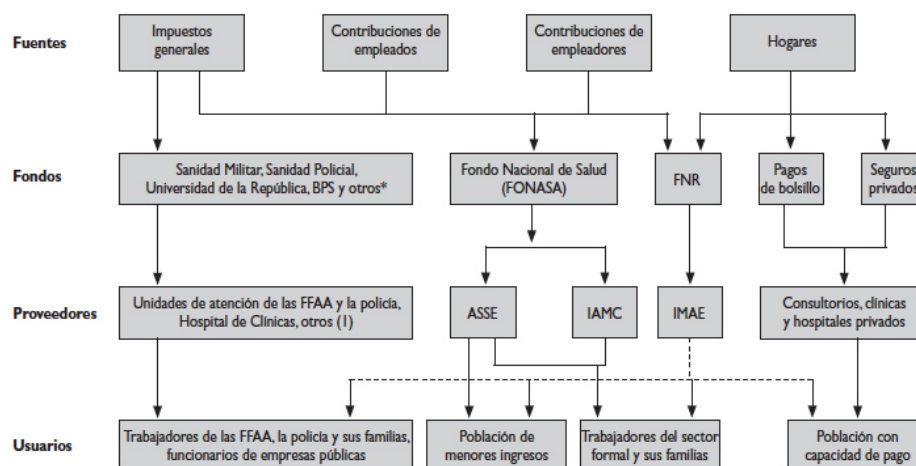 Fuentes
Impuestos
generales
Contribuciones de
empleados
Contribuciones de
empleadores
Hogares
Fondos
Sanidad Militar, Sanidad Policial,
Universidad de la República, BPS y otros*
Fondo Nacional de Salud
(FONASA)
FNR
Pagos
de bolsillo
Seguros
privados
Proveedores
Unidades de atención de las FFAA y la policía,
Hospital de Clínicas, otros (1)
ASSE
IAMC
IMAE
Consultorios, clínicas
y hospitales privados
Usuarios
Trabajadores de las FFAA, la policía y sus familias,
funcionarios de empresas públicas
Población de
menores ingresos
Trabajadores del sector
formal y sus familias
Población con
capacidad de pago